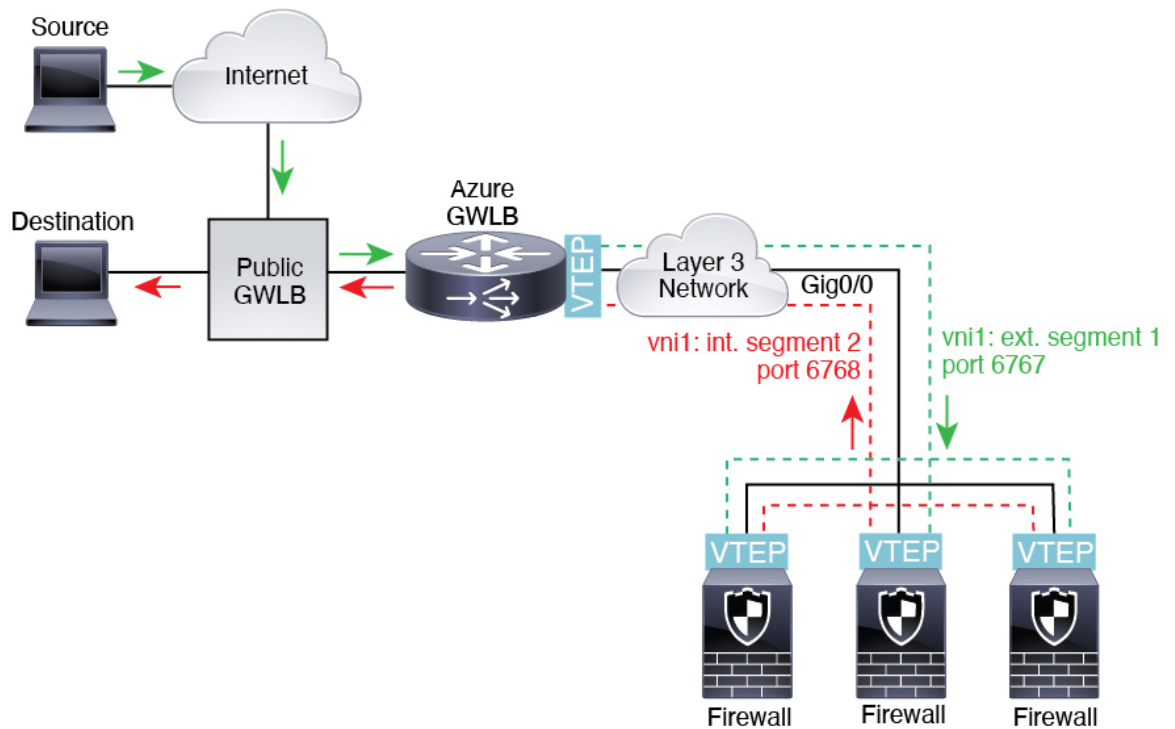 Source
Internet
Azure
GWLB
Destination
Public
GWLB
VTEP
Layer 3
Network
Gig0/0
vni1: int. segment 2
port 6768
vni1: ext. segment 1
port 6767
VTEP
VTEP
VTEP
Firewall
Firewall
Firewall